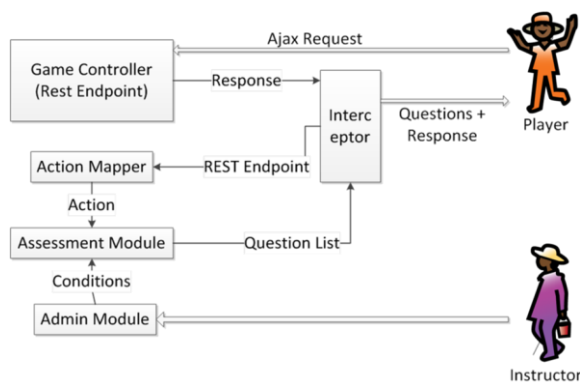 Ajax Request
Game Controller
(Rest Endpoint)
Response
Interc
eptor
Questions +
Response
Player
Action Mapper
REST Endpoint
Action
Assessment Module
Question List
Conditions
Admin Module
Instructor